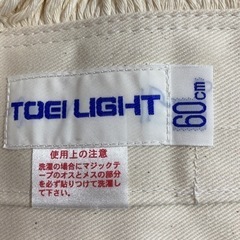 TOEI LIGHT
60cm
使用上の注意
洗濯の場合にマジックテ
ープのオスとメスの部分
を必ず貼りつけて洗濯し
て下さい。